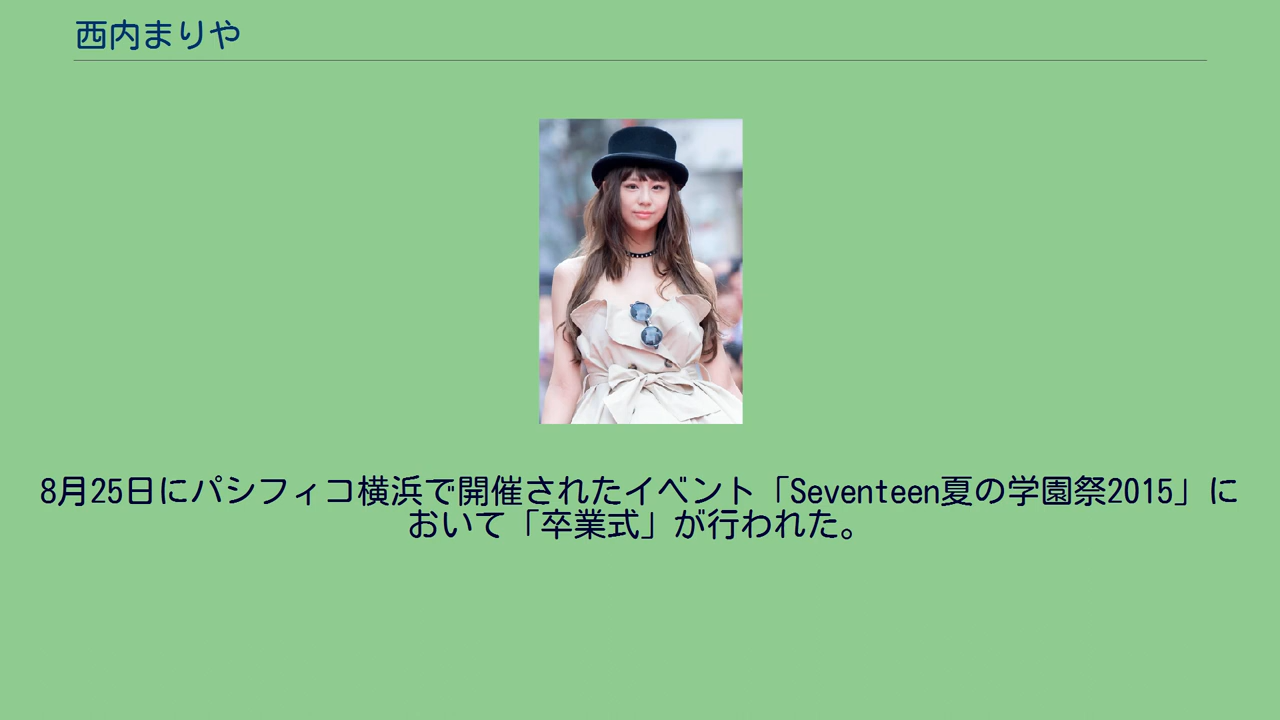 西内まりや
8月25日にパシフィコ横浜で開催されたイベント「Seventeen夏の学園祭2015」に
おいて「卒業式」が行われた。